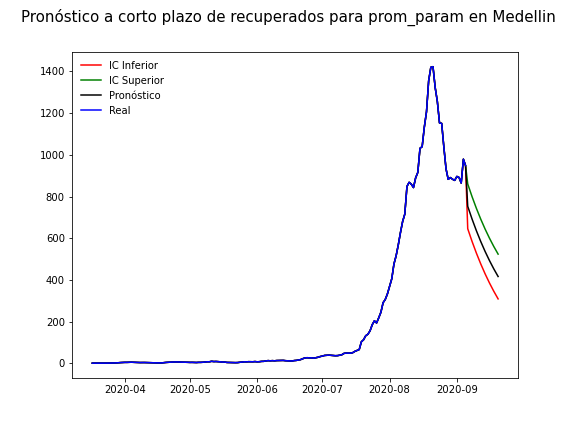 Pronóstico a corto plazo de recuperados para prom_param en Medellin
IC Inferior
IC Superior
Pronóstico
Real
1400
1200
1000
800
600
400
200
0
2020-04 2020-05 2020-06 2020-07 2020-08 2020-09